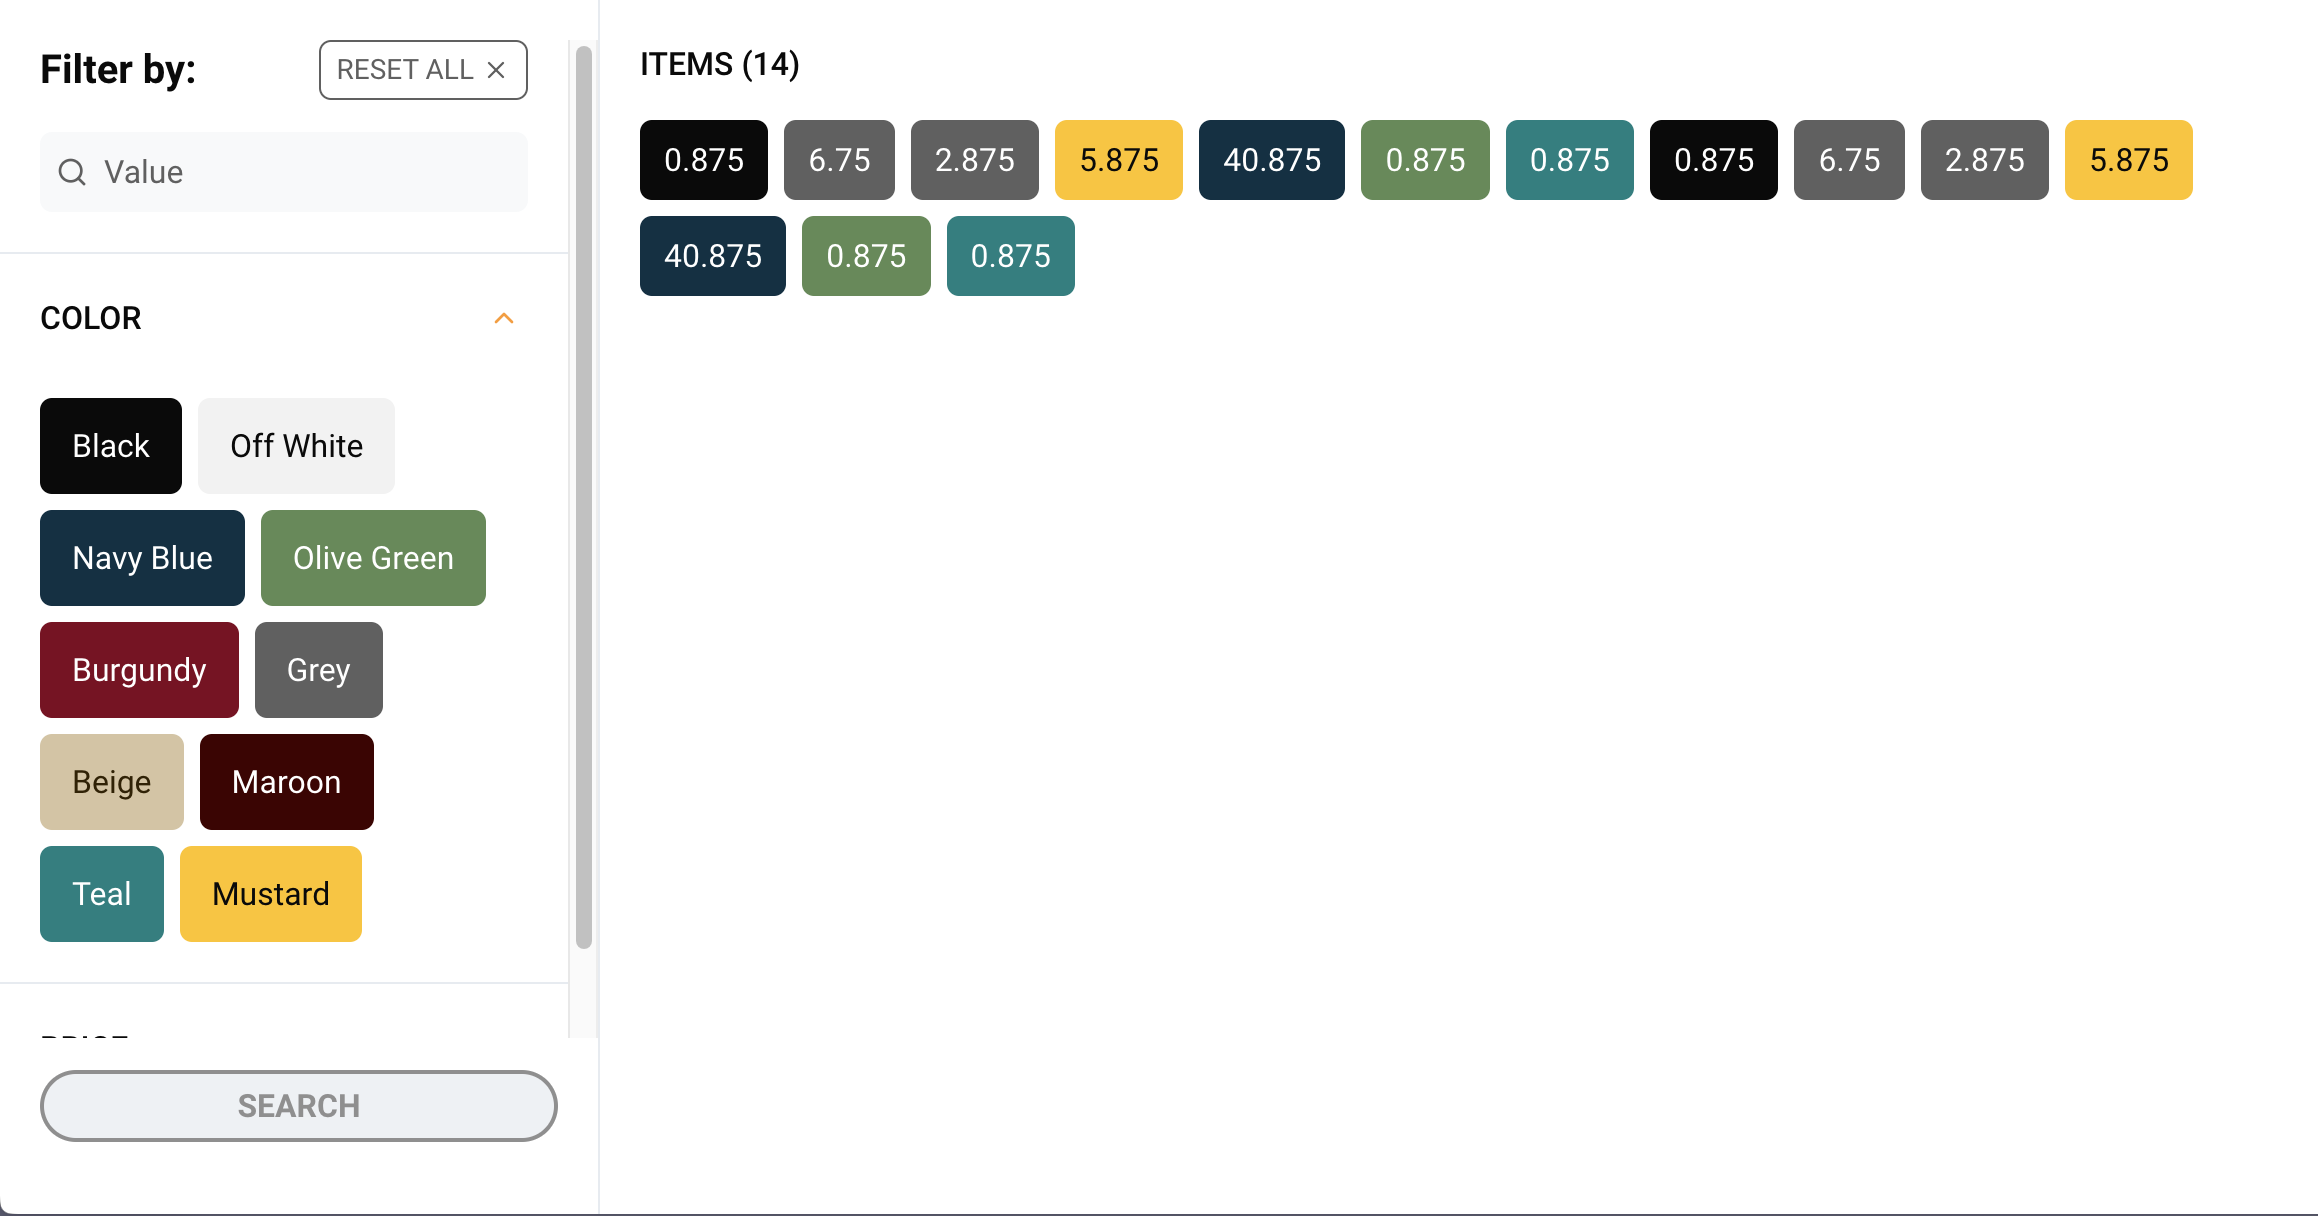 Filter by:
RESET ALL
Value
COLOR
Black
Off White
Navy Blue
Olive Green
Burgundy
Grey
Beige
Maroon
Teal
Mustard
PRICE
SEARCH
ITEMS (14)
0.875 6.75 2.875 5.875 40.875 0.875 0.875 0.875 6.75 2.875 5.875
40.875 0.875 0.875